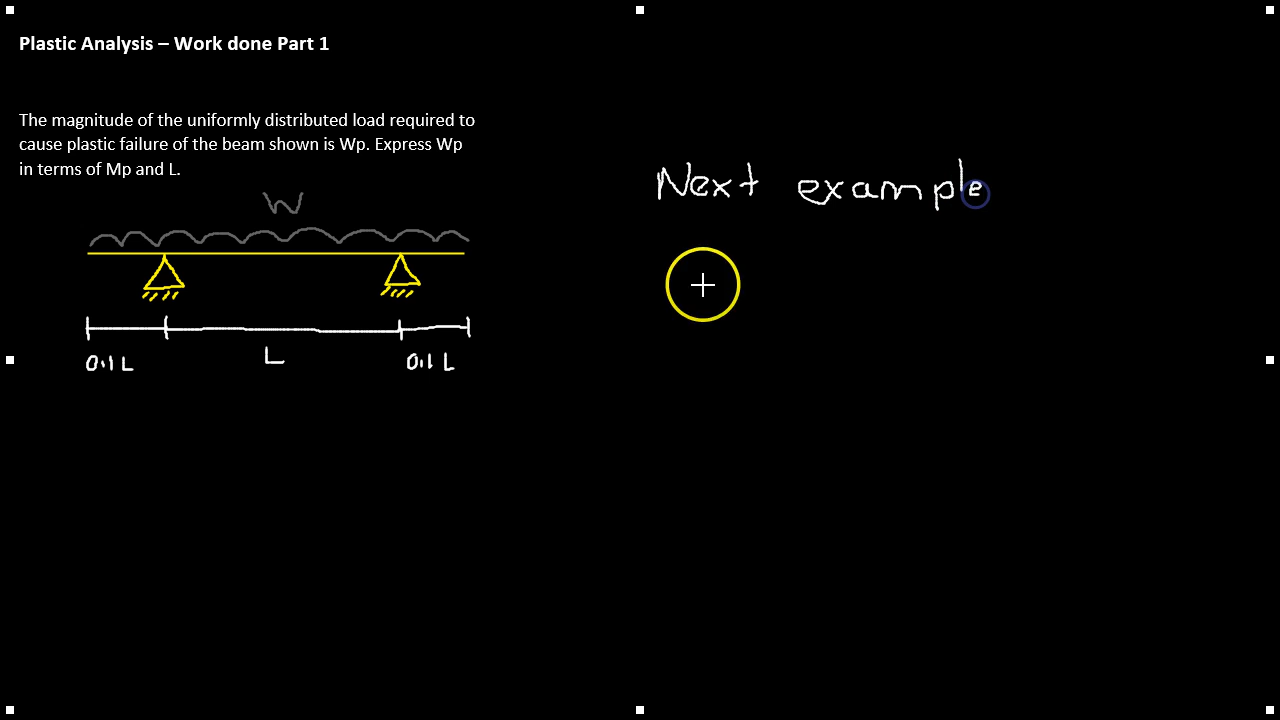 Plastic Analysis – Work done Part 1
The magnitude of the uniformly distributed load required to
cause plastic failure of the beam shown is Wp. Express Wp
in terms of Mp and L.
W
0.1 L
L
0.1 L
Next example